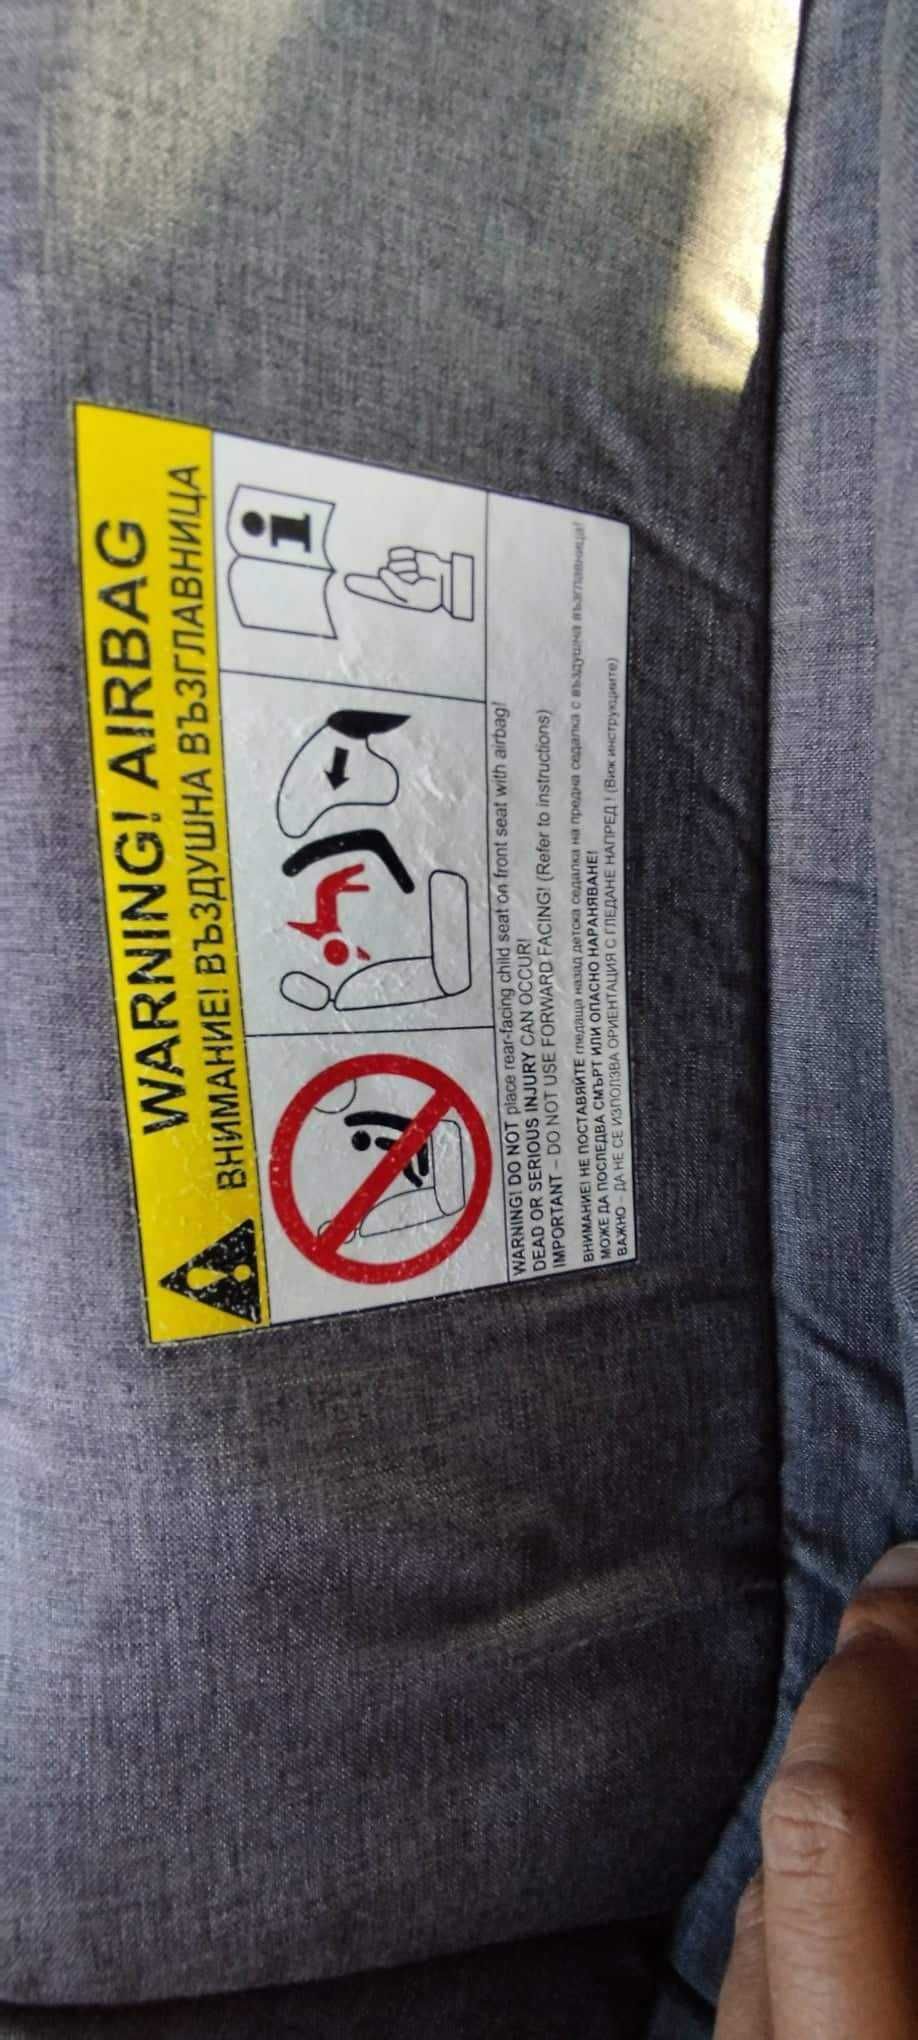 WARNING! AIRBAG
ВНИМАНИЕ! ВЪЗДУШНА ВЪЗГЛАВНИЦА
WARNING! DO NOT place rear-facing child seat on front seat with airbag!
DEAD OR SERIOUS INJURY CAN OCCUR!
IMPORTANT – DO NOT USE FORWARD FACING! (Refer to instructions)
ВНИМАНИЕ! НЕ ПОСТАВЯЙТЕ гледаща назад детска седалка на предна седалка с въздушна възглавница!
МОЖЕ ДА ПОСЛЕДВА СМЪРТ ИЛИ ОПАСНО НАРАНЯВАНЕ!
ВАЖНО - ДА НЕ СЕ ИЗПОЛЗВА ОРИЕНТАЦИЯ С ГЛЕДАНЕ НАПРЕД ! (Виж инструкциите)